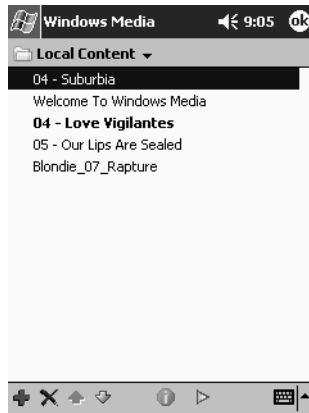 Windows Media 9:05 ok
Local Content
04 - Suburbia
Welcome To Windows Media
04 - Love Vigilantes
05 - Our Lips Are Sealed
Blondie_07_Rapture